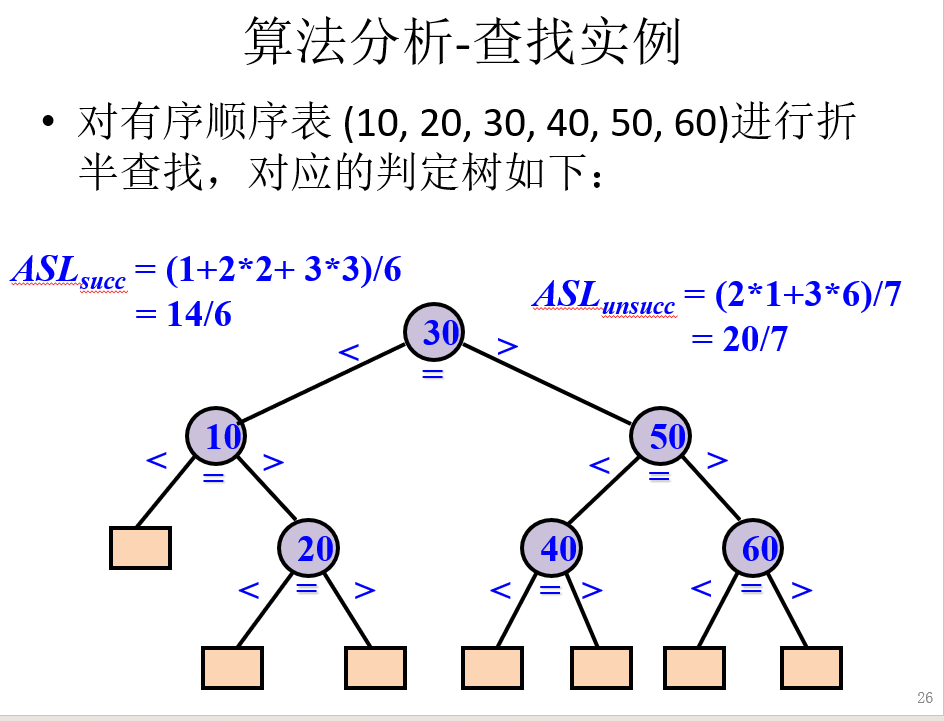 算法分析-查找实例
• 对有序顺序表 (10, 20, 30, 40, 50, 60)进行折
半查找，对应的判定树如下：
ASLsucc = (1+2*2+ 3*3)/6
= 14/6
ASLunsucc = (2*1+3*6)/7
= 20/7
30
< = >
10
< = >
50
< = >
20
< = >
40
< = >
60
< = >
26